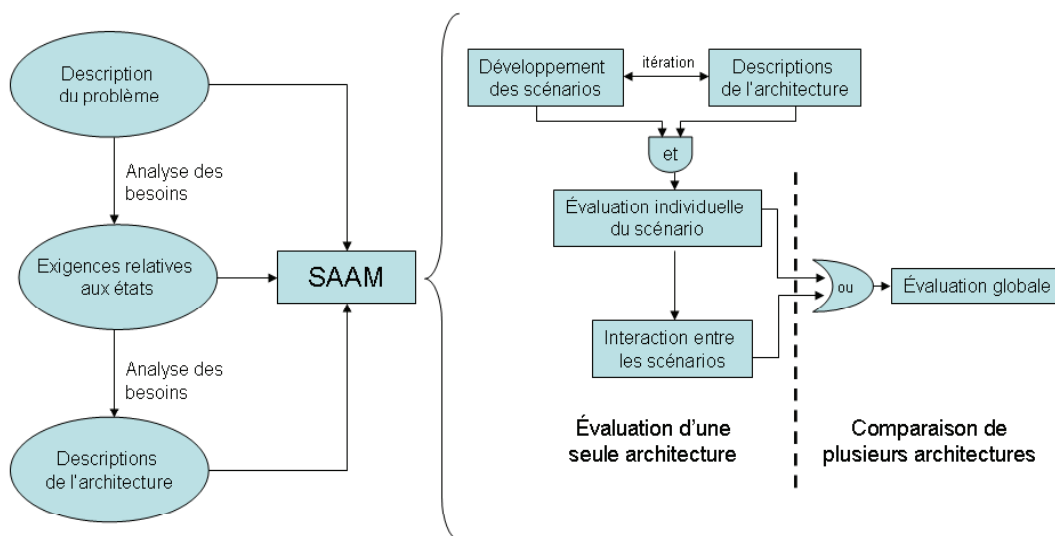 Description
du problème
Analyse des
besoins
Exigences relatives
aux états
Analyse des
besoins
Descriptions
de l'architecture
SAAM
Développement
des scénarios
itération
Descriptions
de l'architecture
et
Évaluation individuelle
du scénario
Interaction entre
les scénarios
ou
Évaluation globale
Évaluation d'une
seule architecture
Comparaison de
plusieurs architectures